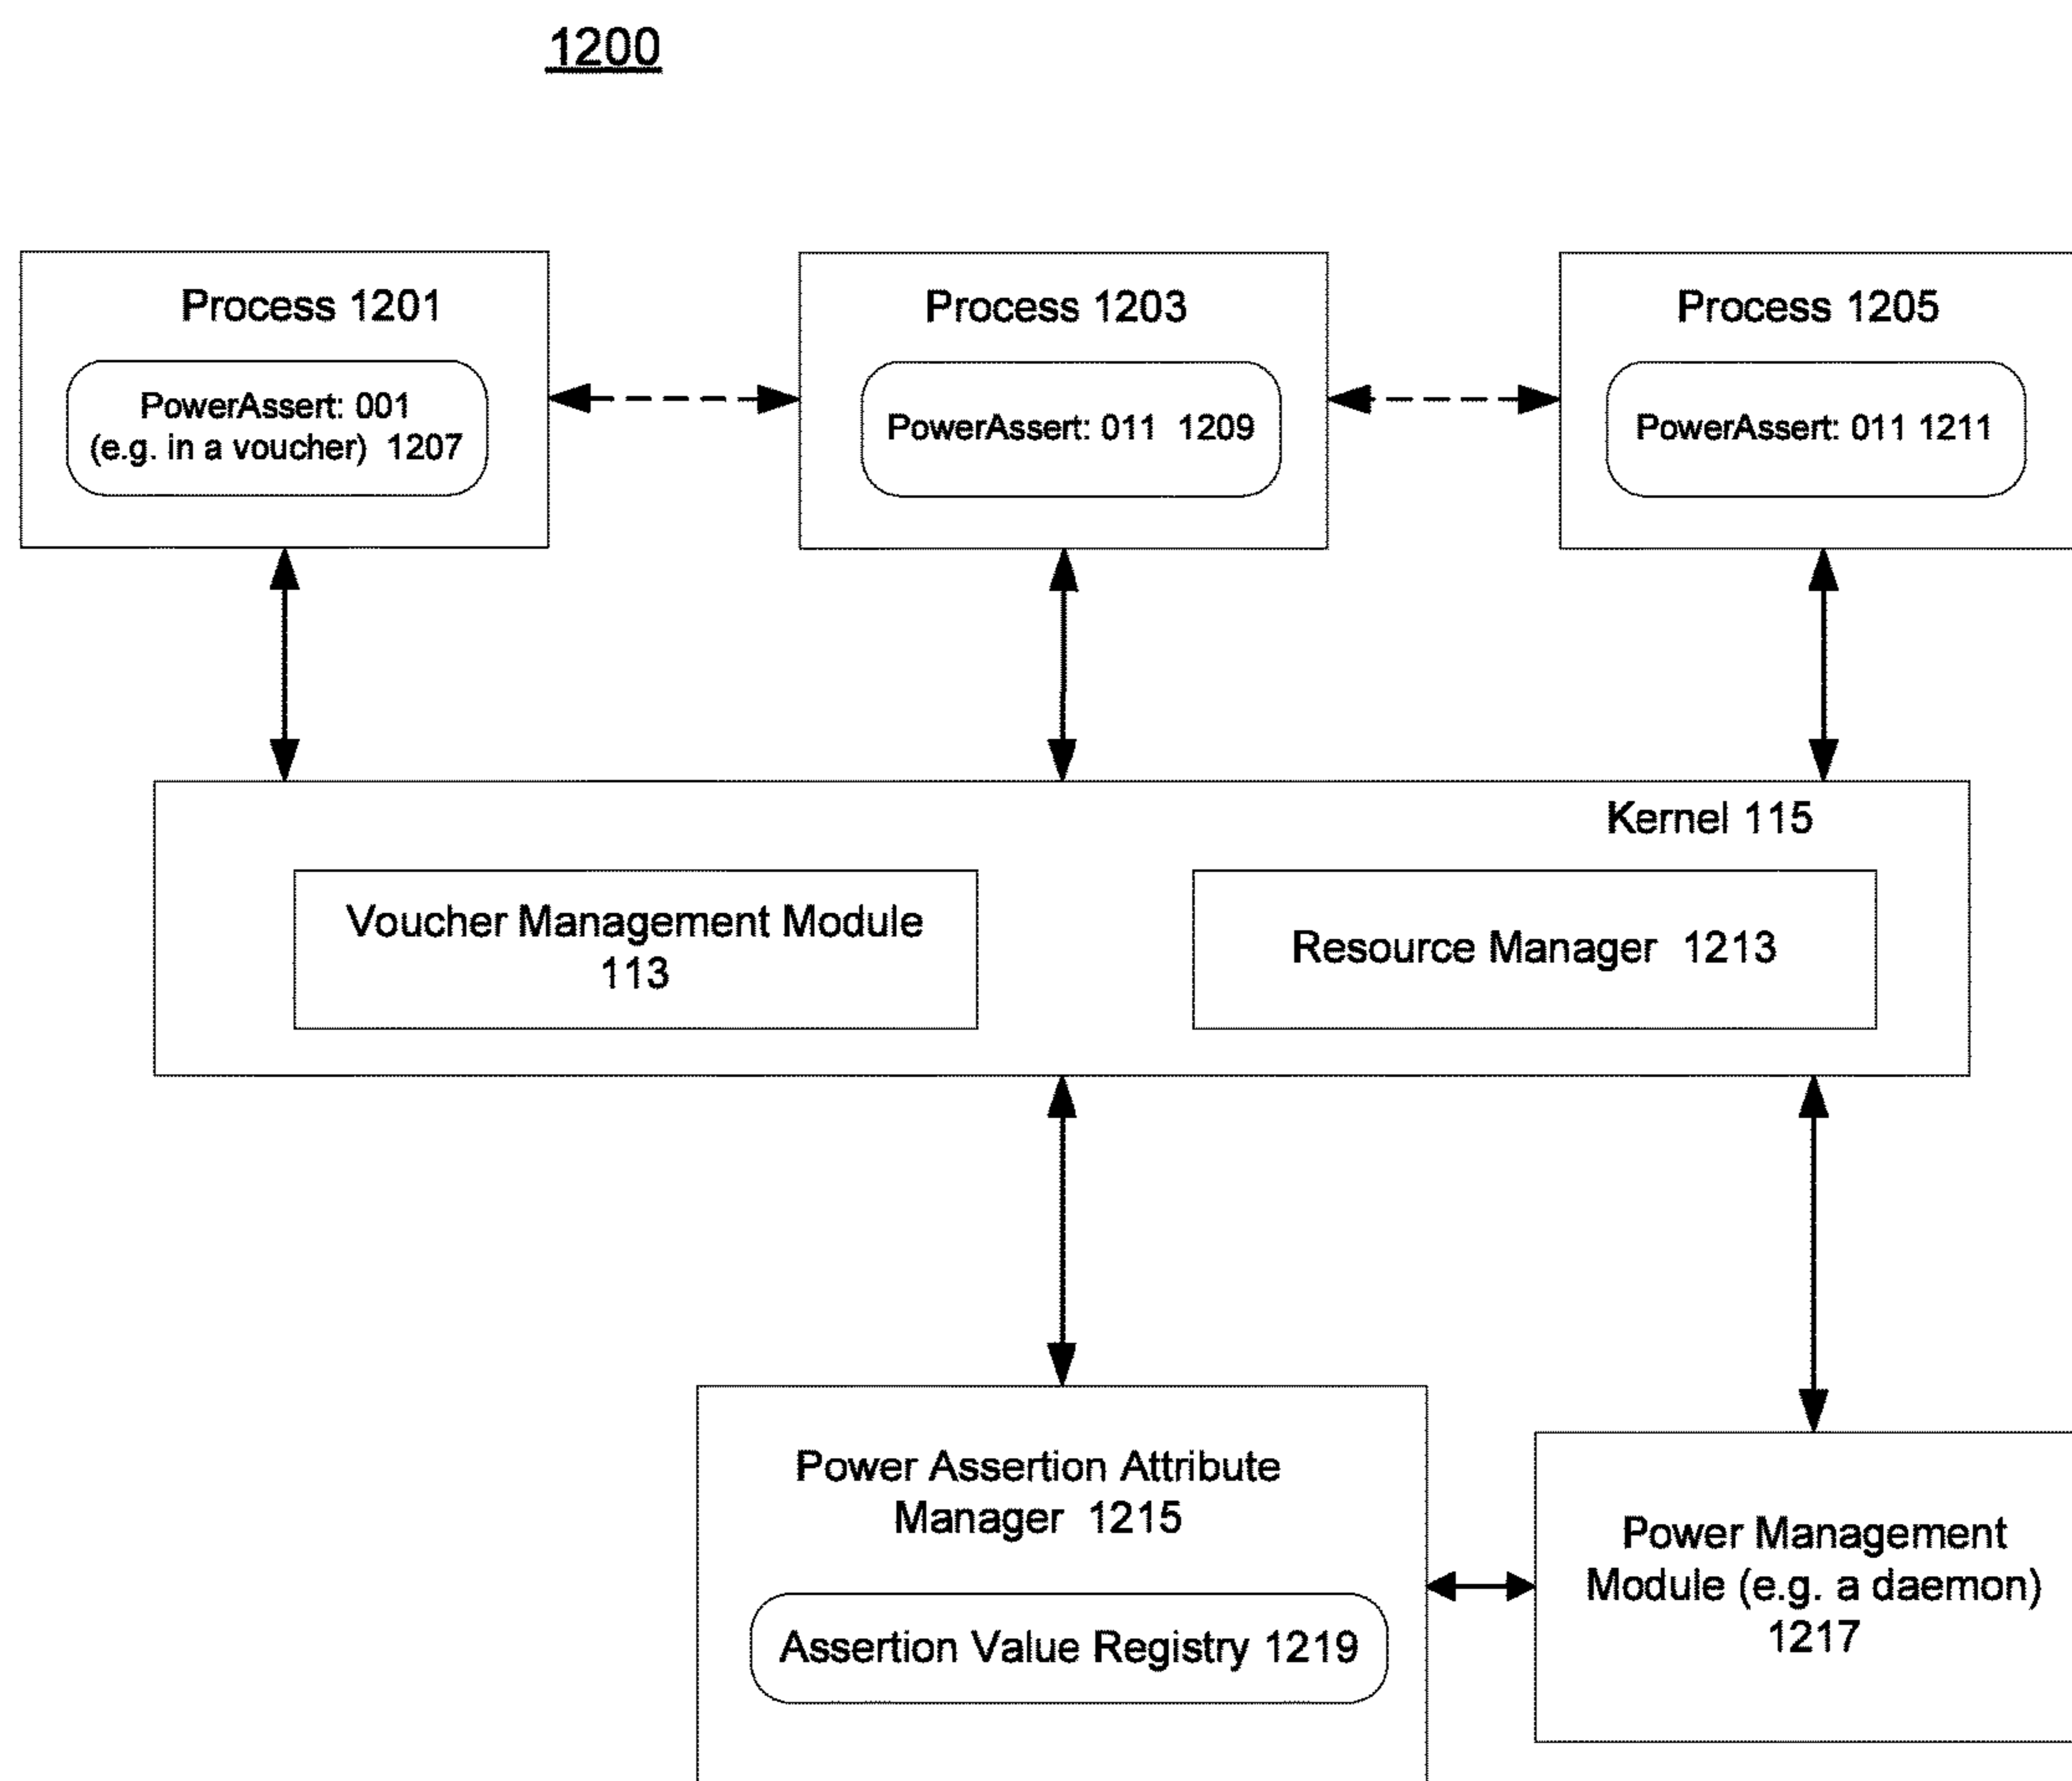 1200
Process 1201
PowerAssert: 001
(e.g. in a voucher) 1207
Process 1203
PowerAssert: 011 1209
Process 1205
PowerAssert: 011 1211
Kernel 115
Voucher Management Module
113
Resource Manager 1213
Power Assertion Attribute
Manager 1215
Assertion Value Registry 1219
Power Management
Module (e.g. a daemon)
1217